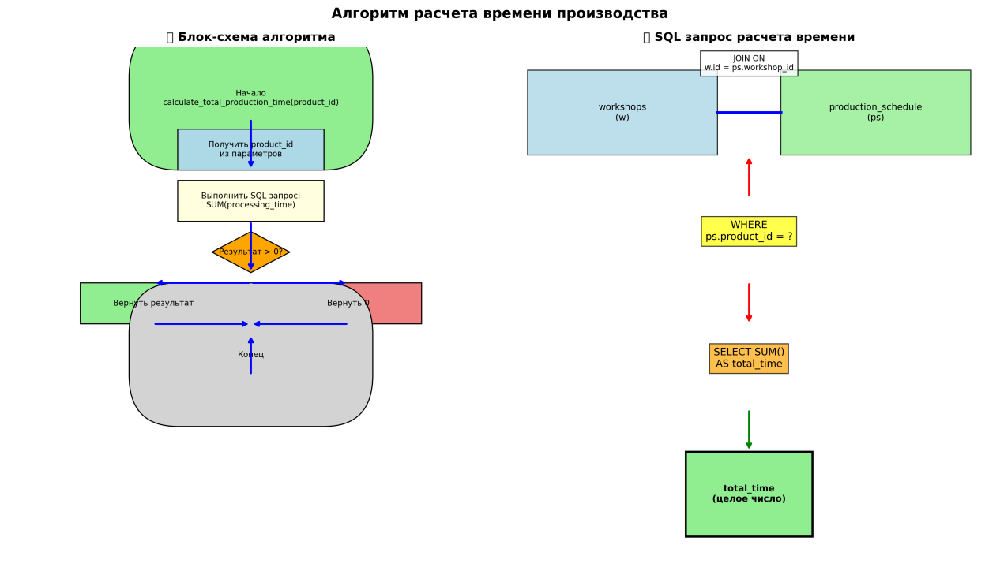 Алгоритм расчета времени производства
Блок-схема алгоритма
Начало
calculate_total_production_time(product_id)
Получить product_id
из параметров
Выполнить SQL запрос:
SUM(processing_time)
Результат > 0?
Вернуть результат
Вернуть 0
Конец
SQL запрос расчета времени
JOIN ON
w.id = ps.workshop_id
workshops
(w)
production_schedule
(ps)
WHERE
ps.product_id = ?
SELECT SUM()
AS total_time
total_time
(целое число)